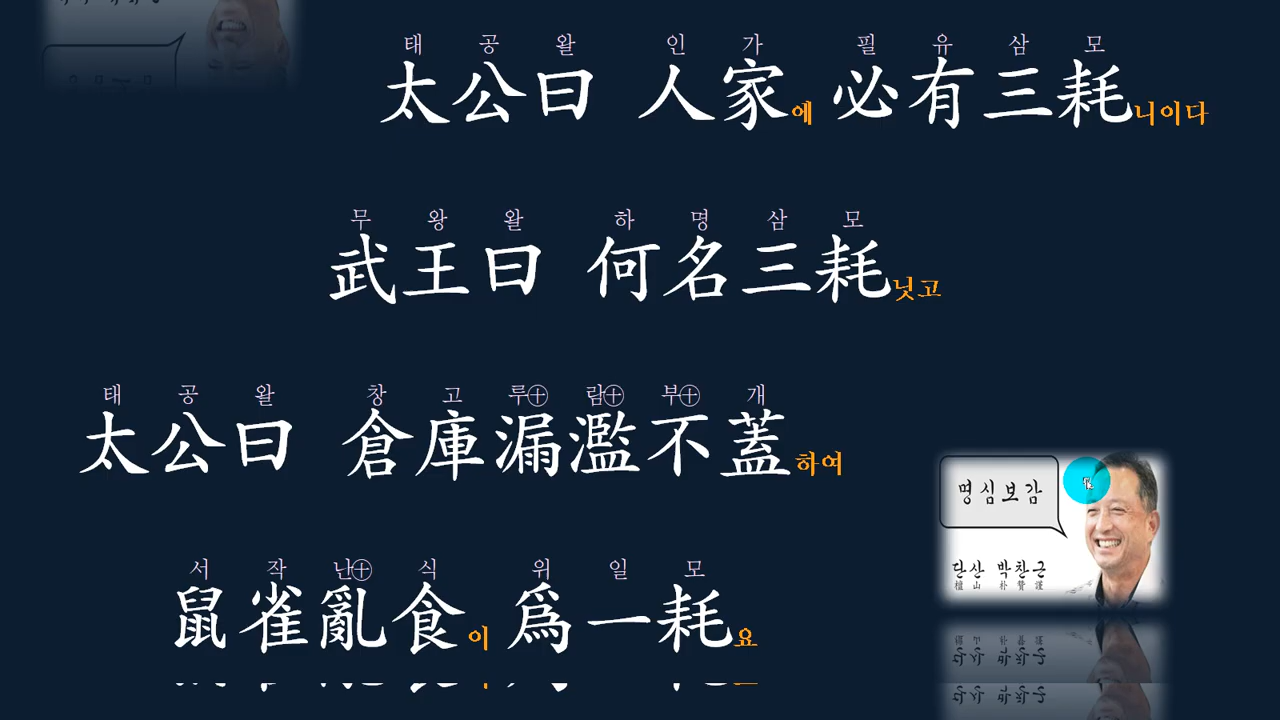 태 공 왈 인 가 필 유 삼 모
太公曰 人家에 必有三耗니이다
무 왕 왈 하 명 삼 모
武王曰 何名三耗닛고
태 공 왈 창 고 루㊉ 람㊉ 부㊉ 개
太公曰 倉庫漏濫不蓋하여
서 작 난㊉ 식 위 일 모
鼠雀亂食이 爲一耗요
명심보감
단산 박찬근
檀山 朴贊謹